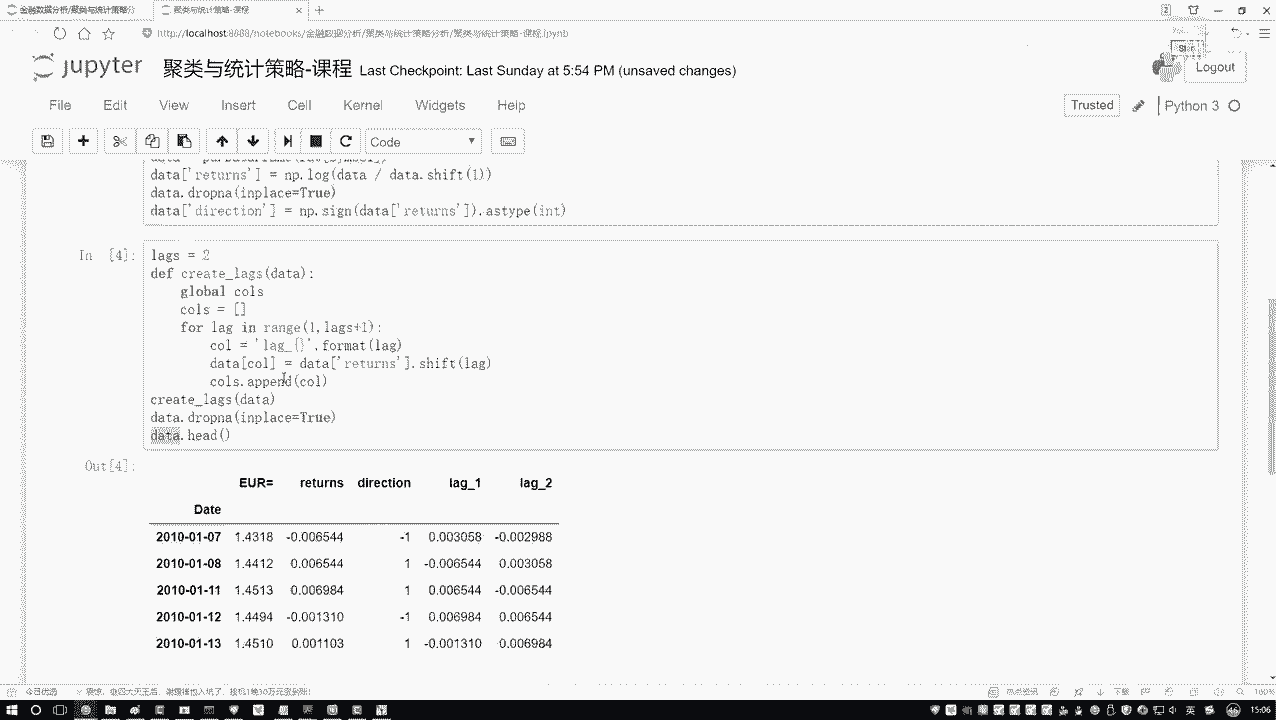 金融数据分析/聚类与统计策略分
聚类与统计策略-课程
http://localhost:8888/notebooks/金融数据分析/聚类与统计策略分析/聚类与统计策略-课程.ipynb
jupyter 聚类与统计策略-课程 Last Checkpoint: Last Sunday at 5:54 PM (unsaved changes)
Logout
File Edit View Insert Cell Kernel Widgets Help
Trusted Python 3
Code
data['returns'] = np.log(data / data.shift(1))
data.dropna(inplace=True)
data['direction'] = np.sign(data['returns']).astype(int)
In [4]:
lags = 2
def create_lags(data):
global cols
cols = []
for lag in range(1,lags+1):
col = 'lag_{}'.format(lag)
data[col] = data['returns'].shift(lag)
cols.append(col)
create_lags(data)
data.dropna(inplace=True)
data.head()
Out[4]:
EUR= returns direction lag_1 lag_2
Date
2010-01-07 1.4318 -0.006544 -1 0.003058 -0.002988
2010-01-08 1.4412 0.006544 1 -0.006544 0.003058
2010-01-11 1.4513 0.006984 1 0.006544 -0.006544
2010-01-12 1.4494 -0.001310 -1 0.006984 0.006544
2010-01-13 1.4510 0.001103 1 -0.001310 0.006984
今日优选
下载
160%
英
15:06